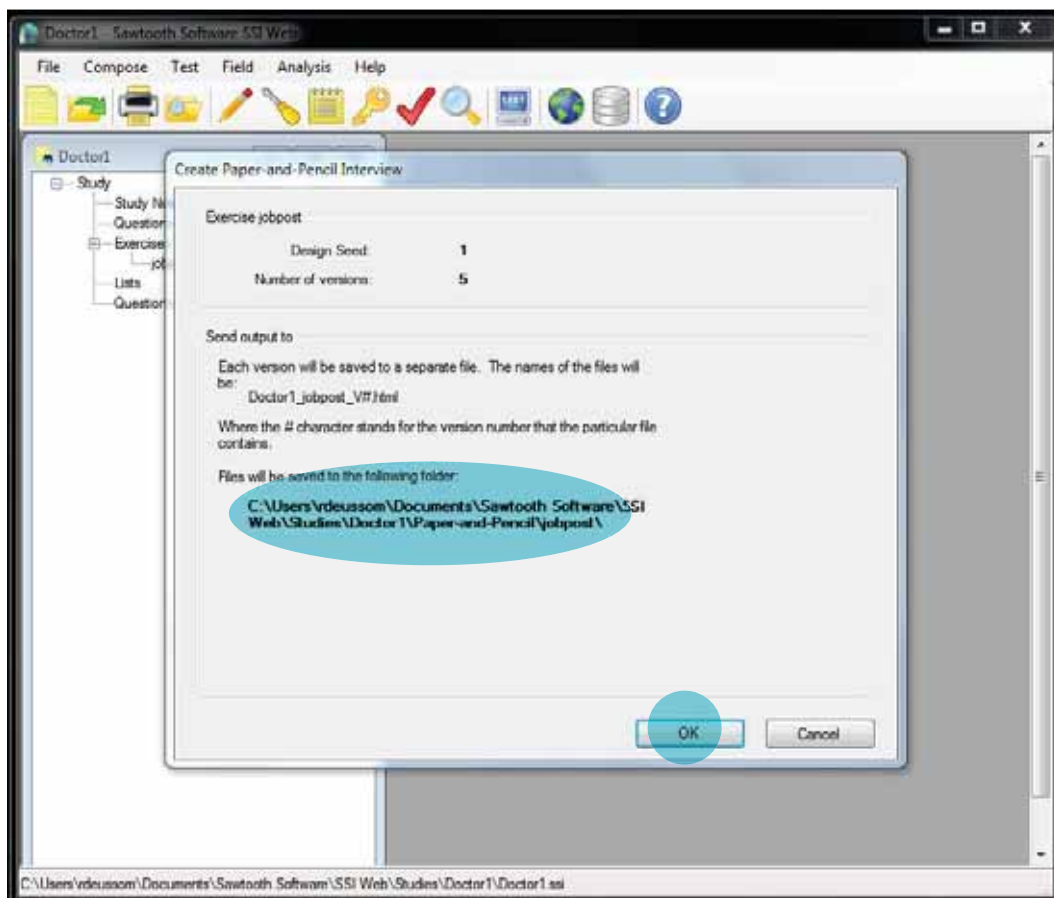 Doctor1 - Sawtooth Software SSI Web
File Compose Test Field Analysis Help
Doctor1
Study
Study N
Question
Exercise
jo
Lists
Question
Create Paper-and-Pencil Interview
Exercise jobpost
Design Seed: 1
Number of versions: 5
Send output to
Each version will be saved to a separate file. The names of the files will
be:
Doctor1_jobpost_V#.html
Where the # character stands for the version number that the particular file
contains.
Files will be saved to the following folder:
C:\Users\rdeussom\Documents\Sawtooth Software\SSI
Web\Studies\Doctor1\Paper-and-Pencil\jobpost\
OK Cancel
C:\Users\rdeussom\Documents\Sawtooth Software\SSI Web\Studies\Doctor1\Doctor1.ssi